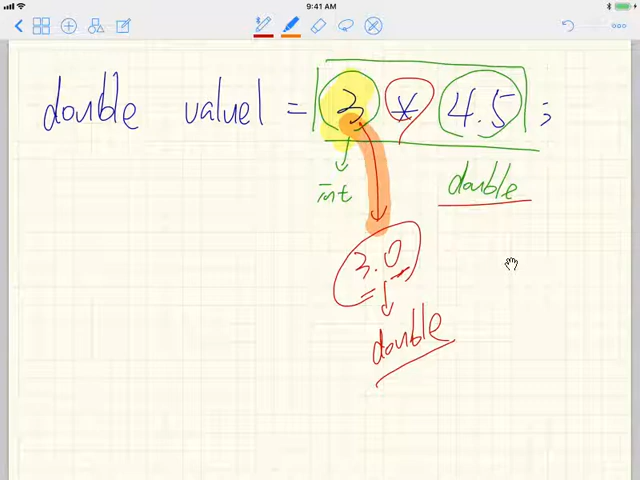 9:41 AM
double value1 = 3 * 4.5 ;
int
double
3.0
double